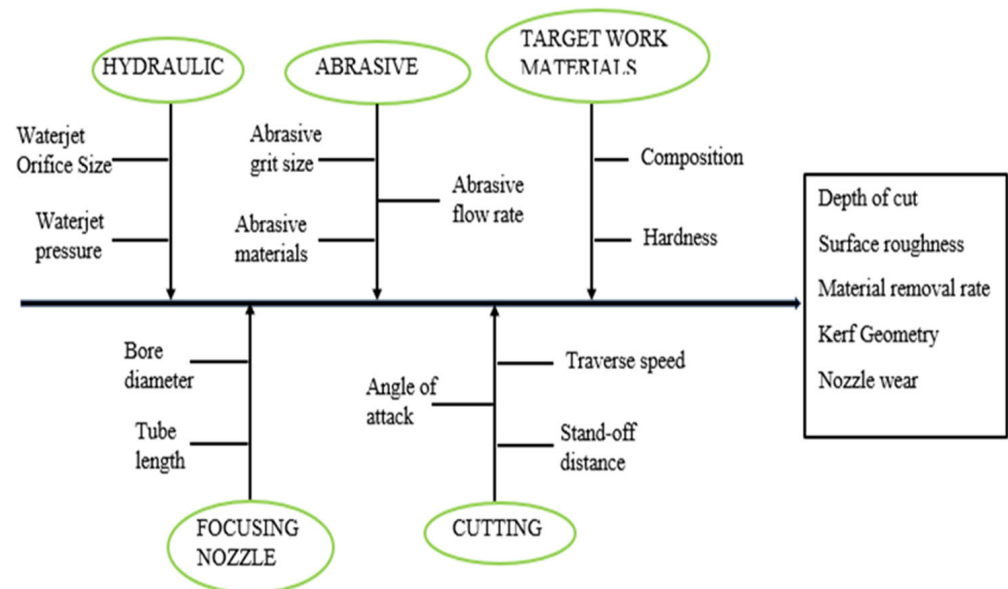 HYDRAULIC
ABRASIVE
TARGET WORK
MATERIALS
Waterjet
Orifice Size
Waterjet
pressure
Abrasive
grit size
Abrasive
flow rate
Abrasive
materials
Composition
Hardness
Depth of cut
Surface roughness
Material removal rate
Kerf Geometry
Nozzle wear
Bore
diameter
Tube
length
Traverse speed
Angle of
attack
Stand-off
distance
FOCUSING
NOZZLE
CUTTING